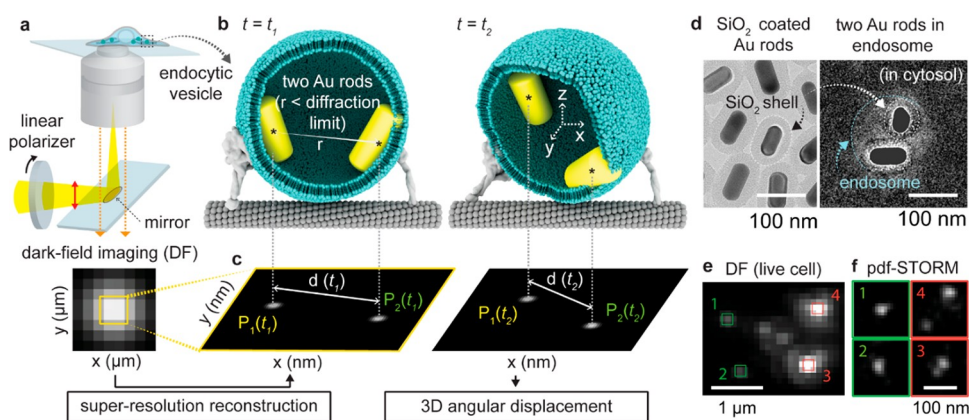 a
linear
polarizer
endocytic
vesicle
mirror
dark-field imaging (DF)
y (µm)
x (µm)
super-resolution reconstruction
b
t = t1
two Au rods
(r < diffraction
limit)
*
*
r
t = t2
*
*
z
x
y
c
d (t1)
P1(t1)
P2(t1)
y (nm)
x (nm)
d (t2)
P1(t2)
P2(t2)
x (nm)
3D angular displacement
d
SiO2 coated
Au rods
SiO2 shell
100 nm
two Au rods in
endosome
(in cytosol)
endosome
100 nm
e
DF (live cell)
1
2
4
3
1 µm
f
pdf-STORM
1
4
2
3
100 nm